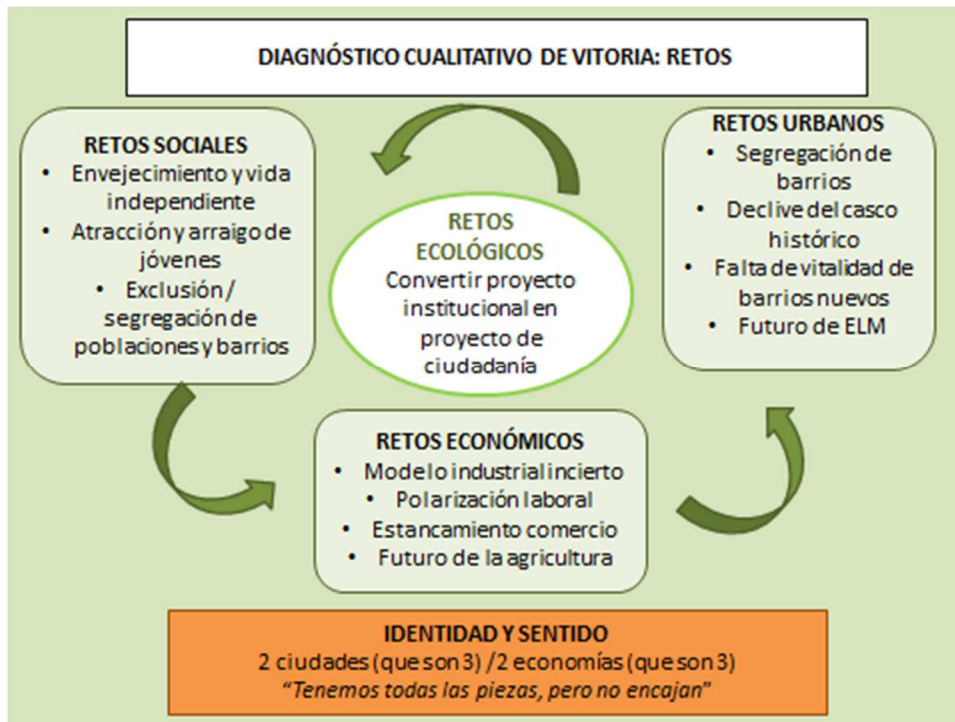 DIAGNÓSTICO CUALITATIVO DE VITORIA: RETOS
RETOS SOCIALES
• Envejecimiento y vida
independiente
• Atracción y arraigo de
jóvenes
• Exclusión /
segregación de
poblaciones y barrios
RETOS
ECOLÓGICOS
Convertir proyecto
institucional en
proyecto de
ciudadanía
RETOS URBANOS
• Segregación de
barrios
• Declive del casco
histórico
• Falta de vitalidad de
barrios nuevos
• Futuro de ELM
RETOS ECONÓMICOS
• Modelo industrial incierto
• Polarización laboral
• Estancamiento comercio
• Futuro de la agricultura
IDENTIDAD Y SENTIDO
2 ciudades (que son 3) /2 economías (que son 3)
“Tenemos todas las piezas, pero no encajan”